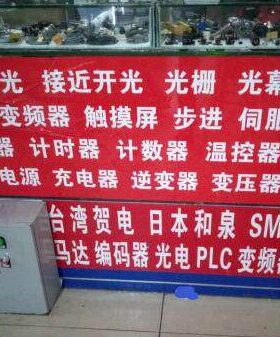 光 接近开光 光栅 光幕
变频器 触摸屏 步进 伺服
器 计时器 计数器 温控器
电源 充电器 逆变器 变压器
台湾贺电 日本和泉 SM
马达 编码器 光电 PLC 变频